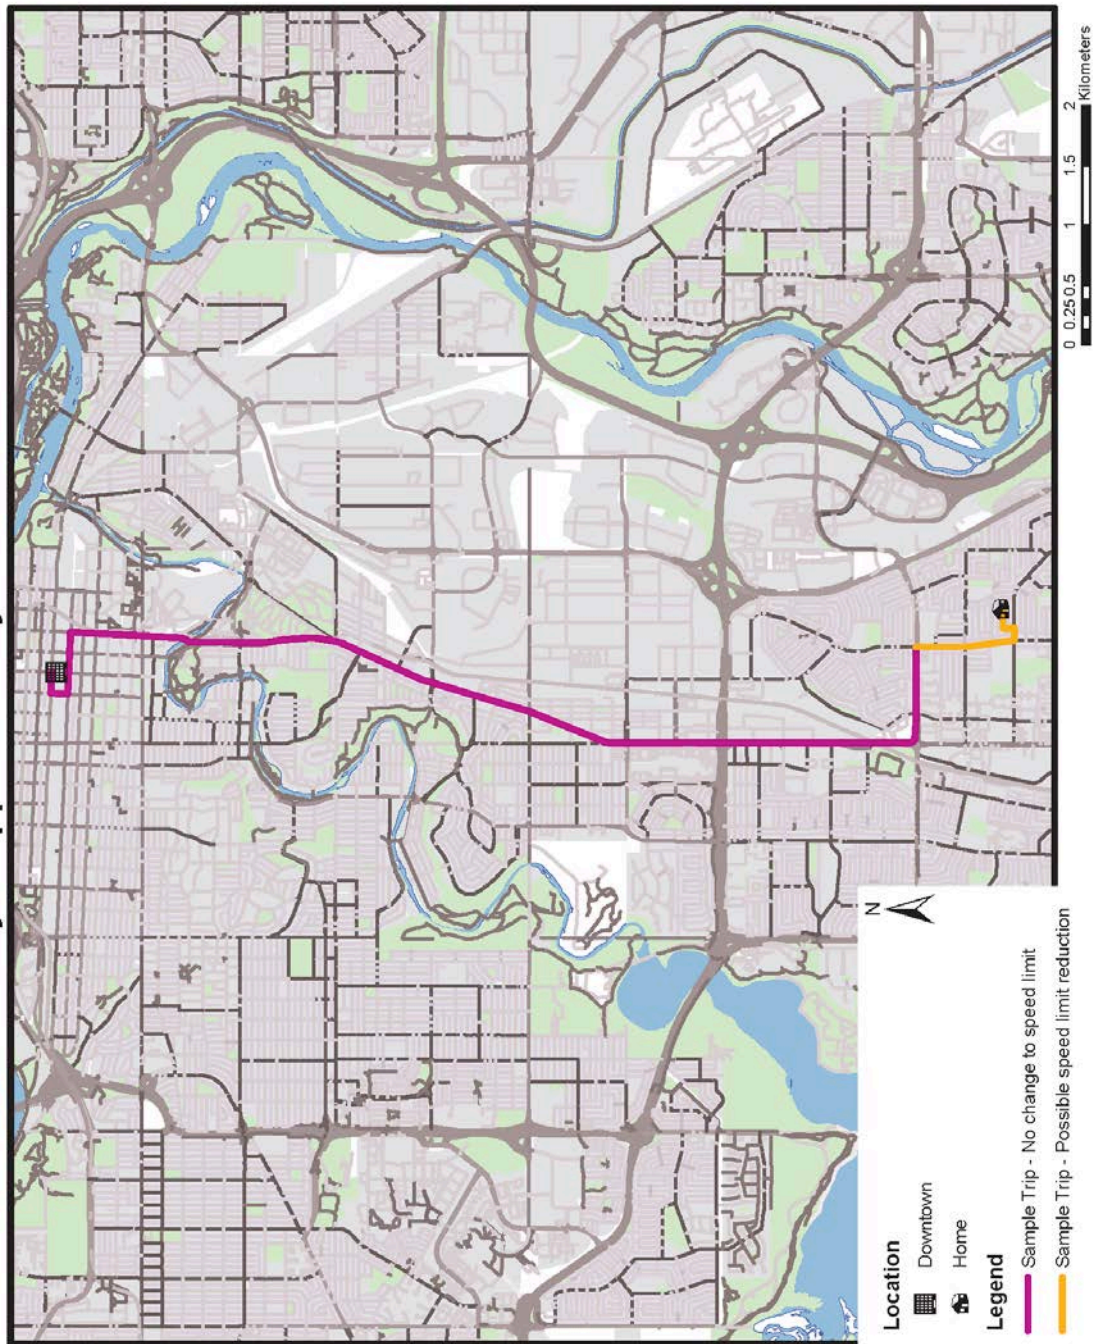 N
Location
Downtown
Home
Legend
Sample Trip - No change to speed limit
Sample Trip - Possible speed limit reduction
0 0.25 0.5 1 1.5 2
Kilometers